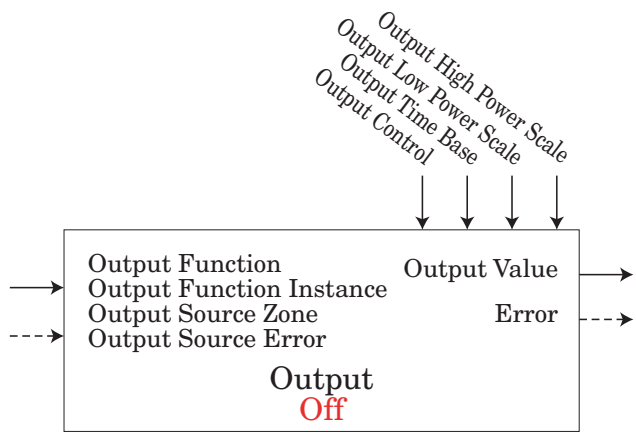 Output High Power Scale
Output Low Power Scale
Output Time Base
Output Control
Output Function
Output Function Instance
Output Source Zone
Output Source Error
Output Value
Error
Output
Off